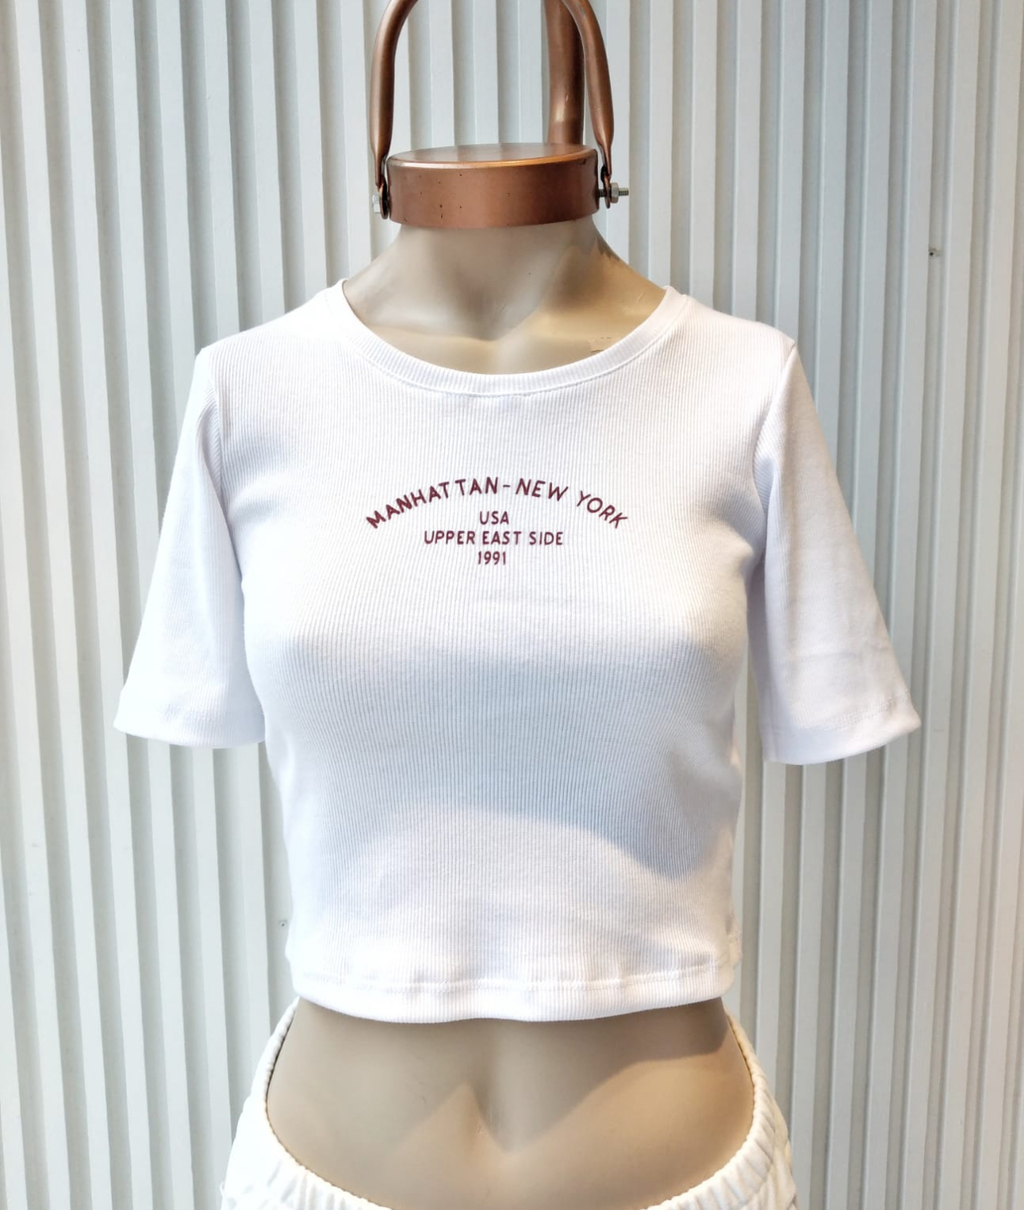 MANHATTAN-NEW YORK
USA
UPPER EAST SIDE
1991